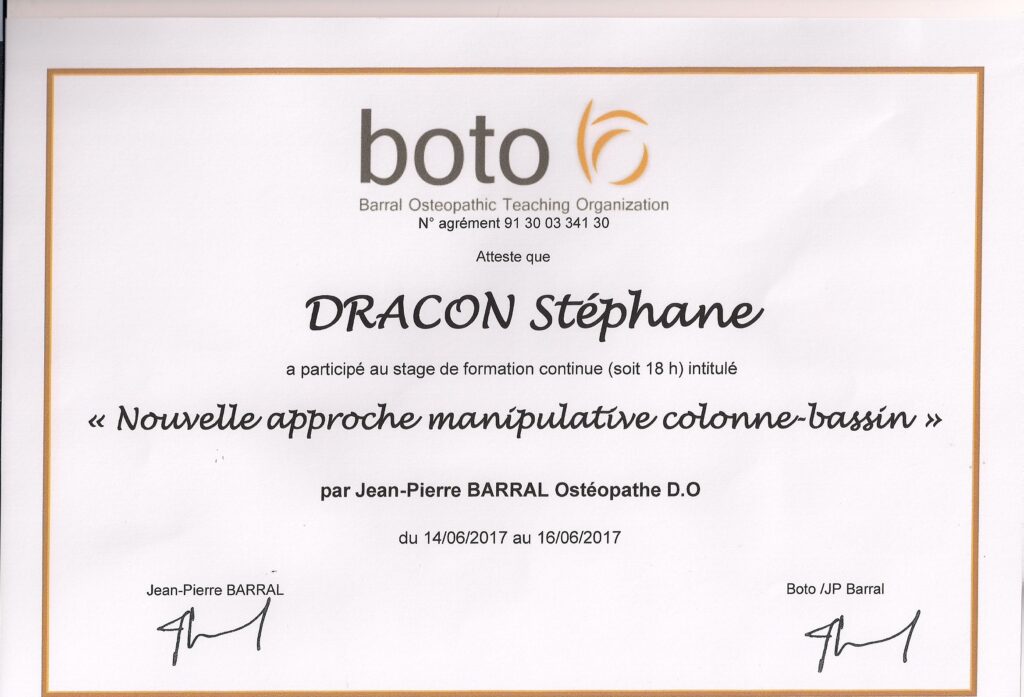 boto
Barral Osteopathic Teaching Organization
N° agrément 91 30 03 341 30
Atteste que
DRACON Stéphane
a participé au stage de formation continue (soit 18 h) intitulé
« Nouvelle approche manipulative colonne-bassin »
par Jean-Pierre BARRAL Ostéopathe D.O
du 14/06/2017 au 16/06/2017
Jean-Pierre BARRAL
Boto /JP Barral